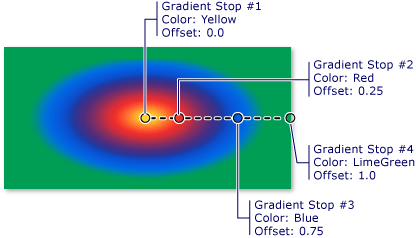 Gradient Stop #1
Color: Yellow
Offset: 0.0
Gradient Stop #2
Color: Red
Offset: 0.25
Gradient Stop #4
Color: LimeGreen
Offset: 1.0
Gradient Stop #3
Color: Blue
Offset: 0.75